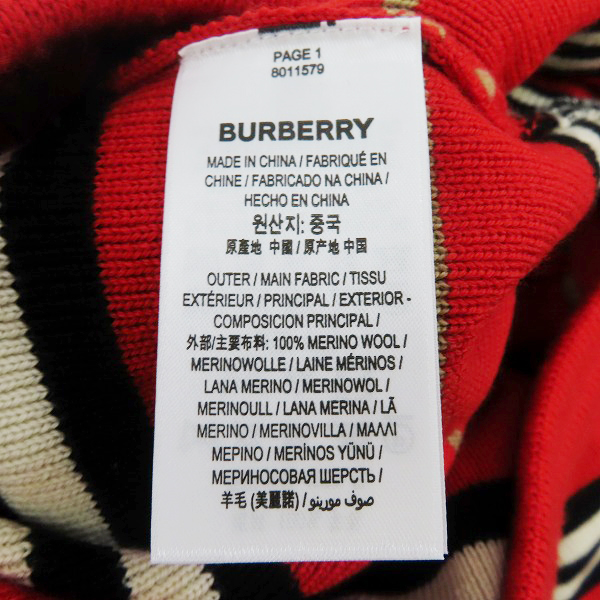 PAGE 1
8011579
BURBERRY
MADE IN CHINA / FABRIQUÉ EN
CHINE / FABRICADO NA CHINA /
HECHO EN CHINA
원산지: 중국
原產地 中國 / 原产地 中国
OUTER / MAIN FABRIC / TISSU
EXTÉRIEUR / PRINCIPAL / EXTERIOR -
COMPOSICION PRINCIPAL /
外部/主要布料: 100% MERINO WOOL /
MERINOWOLLE / LAINE MÉRINOS /
LANA MERINO / MERINOWOL /
MERINOULL / LANA MERINA / LÃ
MERINO / MERINOVILLA / ΜΑΛΛΙ
ΜΕΡΙΝΟ / MERİNOS YÜNÜ /
МЕРИНОСОВАЯ ШЕРСТЬ /
羊毛 (美麗諾) / صوف مورينو